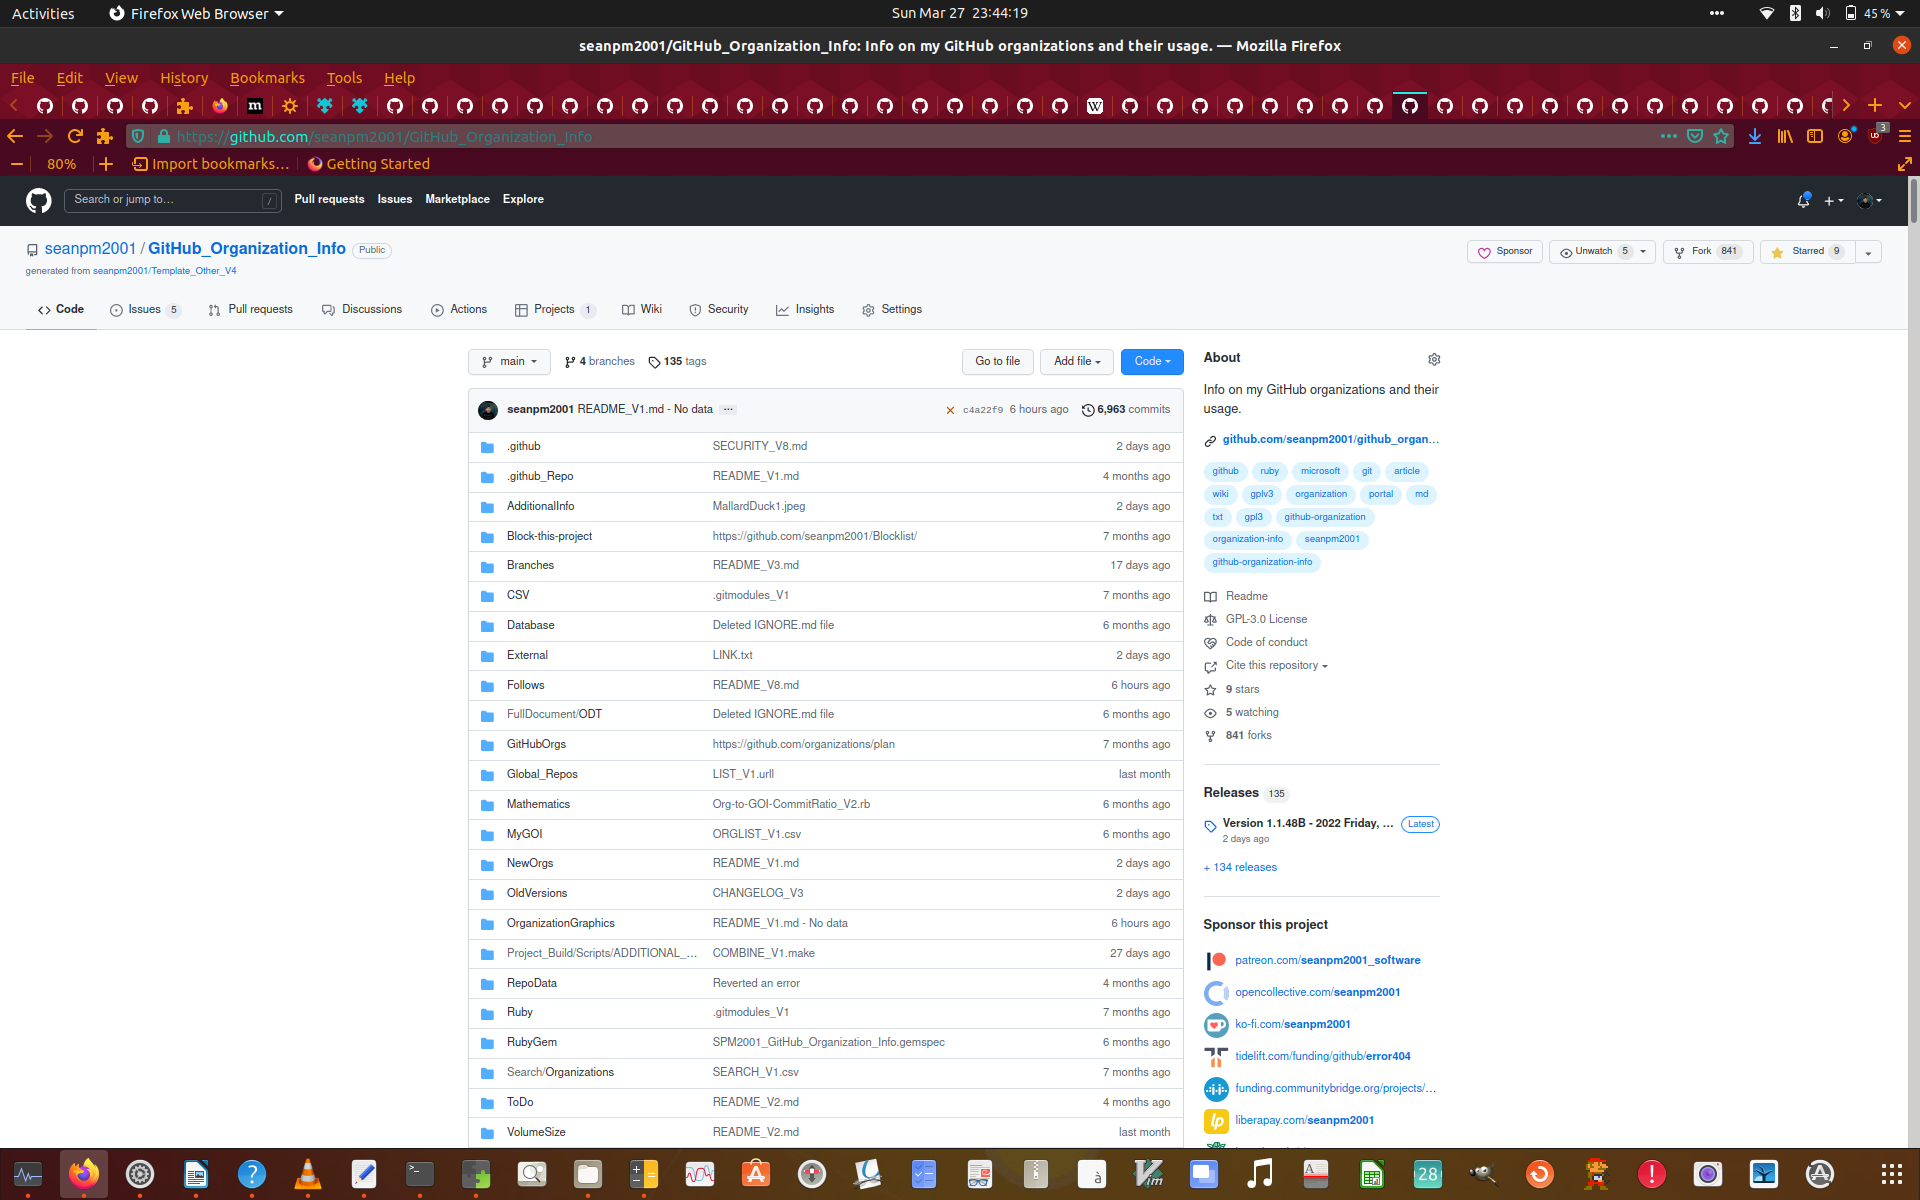 Activities Firefox Web Browser Sun Mar 27 23:44:19 45 %
seanpm2001/GitHub_Organization_Info: Info on my GitHub organizations and their usage. — Mozilla Firefox
File Edit View History Bookmarks Tools Help
https://github.com/seanpm2001/GitHub_Organization_Info 3
80% Import bookmarks… Getting Started
Search or jump to… / Pull requests Issues Marketplace Explore
seanpm2001 / GitHub_Organization_Info Public Sponsor Unwatch 5 Fork 841 Starred 9
generated from seanpm2001/Template_Other_V4
Code Issues 5 Pull requests Discussions Actions Projects 1 Wiki Security Insights Settings
main 4 branches 135 tags Go to file Add file Code
seanpm2001 README_V1.md - No data ... c4a22f9 6 hours ago 6,963 commits
.github SECURITY_V8.md 2 days ago
.github_Repo README_V1.md 4 months ago
AdditionalInfo MallardDuck1.jpeg 2 days ago
Block-this-project https://github.com/seanpm2001/Blocklist/ 7 months ago
Branches README_V3.md 17 days ago
CSV .gitmodules_V1 7 months ago
Database Deleted IGNORE.md file 6 months ago
External LINK.txt 2 days ago
Follows README_V8.md 6 hours ago
FullDocument/ODT Deleted IGNORE.md file 6 months ago
GitHubOrgs https://github.com/organizations/plan 7 months ago
Global_Repos LIST_V1.urll last month
Mathematics Org-to-GOI-CommitRatio_V2.rb 6 months ago
MyGOI ORGLIST_V1.csv 6 months ago
NewOrgs README_V1.md 2 days ago
OldVersions CHANGELOG_V3 2 days ago
OrganizationGraphics README_V1.md - No data 6 hours ago
Project_Build/Scripts/ADDITIONAL_... COMBINE_V1.make 27 days ago
RepoData Reverted an error 4 months ago
Ruby .gitmodules_V1 7 months ago
RubyGem SPM2001_GitHub_Organization_Info.gemspec 6 months ago
Search/Organizations SEARCH_V1.csv 7 months ago
ToDo README_V2.md 4 months ago
VolumeSize README_V2.md last month
About
Info on my GitHub organizations and their
usage.
github.com/seanpm2001/github_organ...
github ruby microsoft git article
wiki gplv3 organization portal md
txt gpl3 github-organization
organization-info seanpm2001
github-organization-info
Readme
GPL-3.0 License
Code of conduct
Cite this repository
9 stars
5 watching
841 forks
Releases 135
Version 1.1.48B - 2022 Friday, ... Latest
2 days ago
+ 134 releases
Sponsor this project
patreon.com/seanpm2001_software
opencollective.com/seanpm2001
ko-fi.com/seanpm2001
tidelift.com/funding/github/error404
funding.communitybridge.org/projects/...
liberapay.com/seanpm2001
28